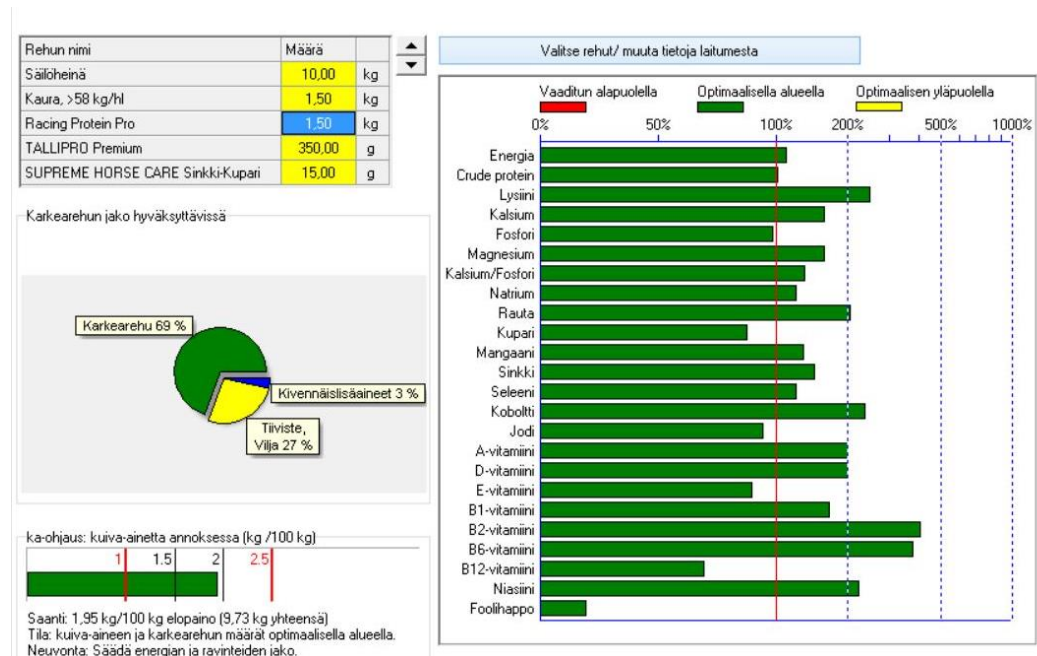 Rehun nimi Määrä
Säilöheinä 10,00 kg
Kaura, >58 kg/hl 1,50 kg
Racing Protein Pro 1,50 kg
TALLIPRO Premium 350,00 g
SUPREME HORSE CARE Sinkki-Kupari 15,00 g
Karkearehun jako hyväksyttävissä
Karkearehu 69 %
Kivennäislisäaineet 3 %
Tiiviste,
Vilja 27 %
ka-ohjaus: kuiva-ainetta annoksessa (kg /100 kg)
1 1.5 2 2.5
Saanti: 1,95 kg/100 kg elopaino (9,73 kg yhteensä)
Tila: kuiva-aineen ja karkearehun määrät optimaalisella alueella.
Neuvonta: Säädä energian ja ravinteiden jako.
Valitse rehut/ muuta tietoja laitumesta
Vaaditun alapuolella Optimaalisella alueella Optimaalisen yläpuolella
0% 50% 100% 200% 500% 1000%
Energia
Crude protein
Lysiini
Kalsium
Fosfori
Magnesium
Kalsium/Fosfori
Natrium
Rauta
Kupari
Mangaani
Sinkki
Seleeni
Koboltti
Jodi
A-vitamiini
D-vitamiini
E-vitamiini
B1-vitamiini
B2-vitamiini
B6-vitamiini
B12-vitamiini
Niasiini
Foolihappo